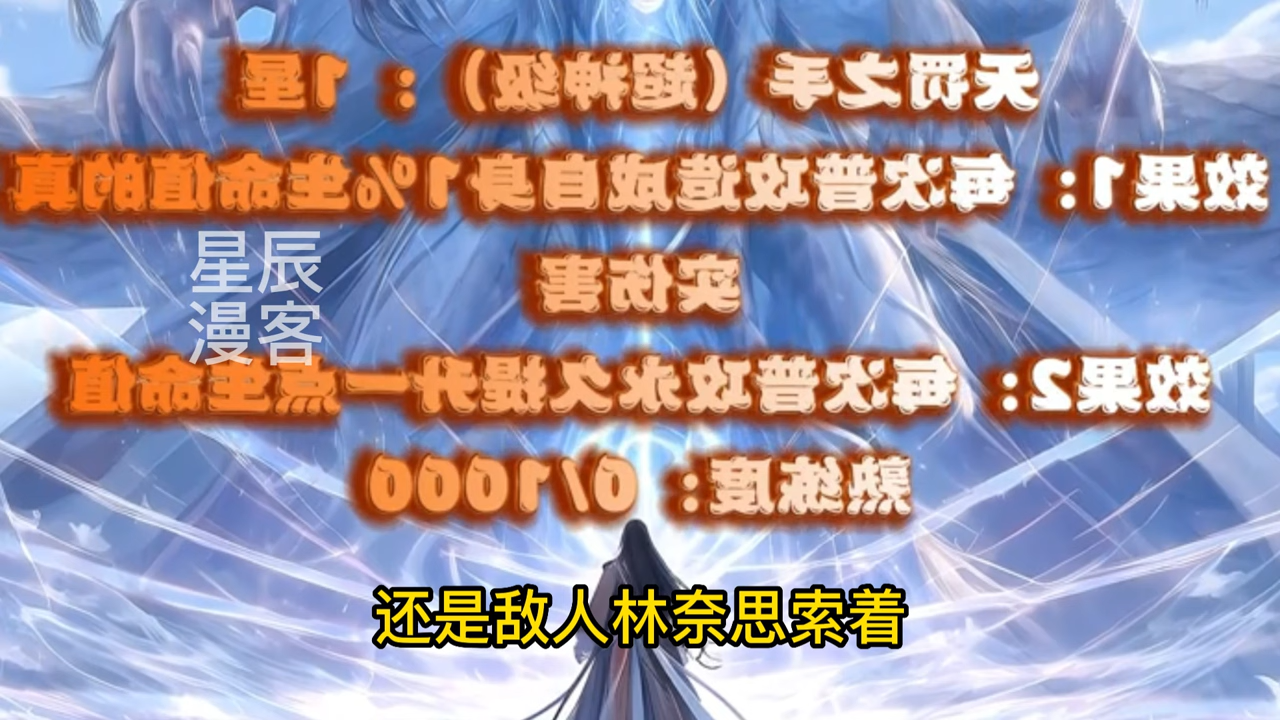 天罚之手（超神级）：1星
效果1：每次普攻造成自身1%生命值的真
实伤害
星辰
漫客
效果2：每次普攻永久提升一点生命值
熟练度：0/1000
还是敌人林奈思索着